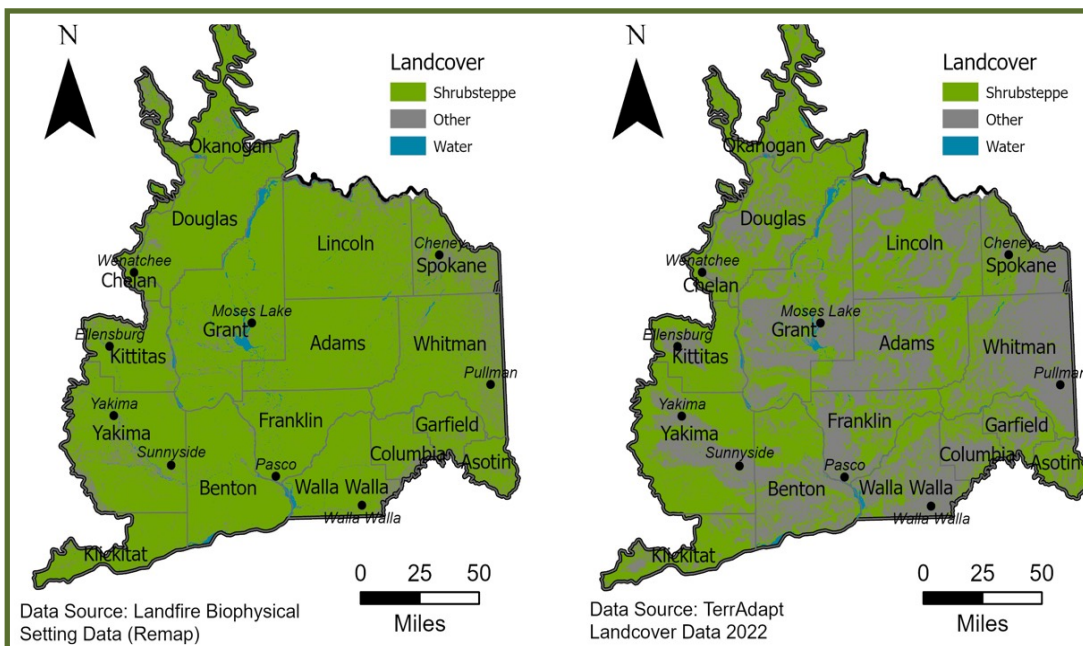 N
Landcover
Shrubsteppe
Other
Water
Okanogan
Douglas
Lincoln
Cheney
Spokane
Wenatchee
Chelan
Moses Lake
Grant
Ellensburg
Kittitas
Adams
Whitman
Pullman
Yakima
Yakima
Franklin
Garfield
Sunnyside
Columbia
Asotin
Pasco
Benton
Walla Walla
Walla Walla
Klickitat
0 25 50
Miles
Data Source: Landfire Biophysical
Setting Data (Remap)
N
Landcover
Shrubsteppe
Other
Water
Okanogan
Douglas
Lincoln
Cheney
Spokane
Wenatchee
Chelan
Moses Lake
Grant
Ellensburg
Kittitas
Adams
Whitman
Pullman
Yakima
Yakima
Franklin
Garfield
Sunnyside
Columbia
Asotin
Pasco
Benton
Walla Walla
Walla Walla
Klickitat
0 25 50
Miles
Data Source: TerrAdapt
Landcover Data 2022